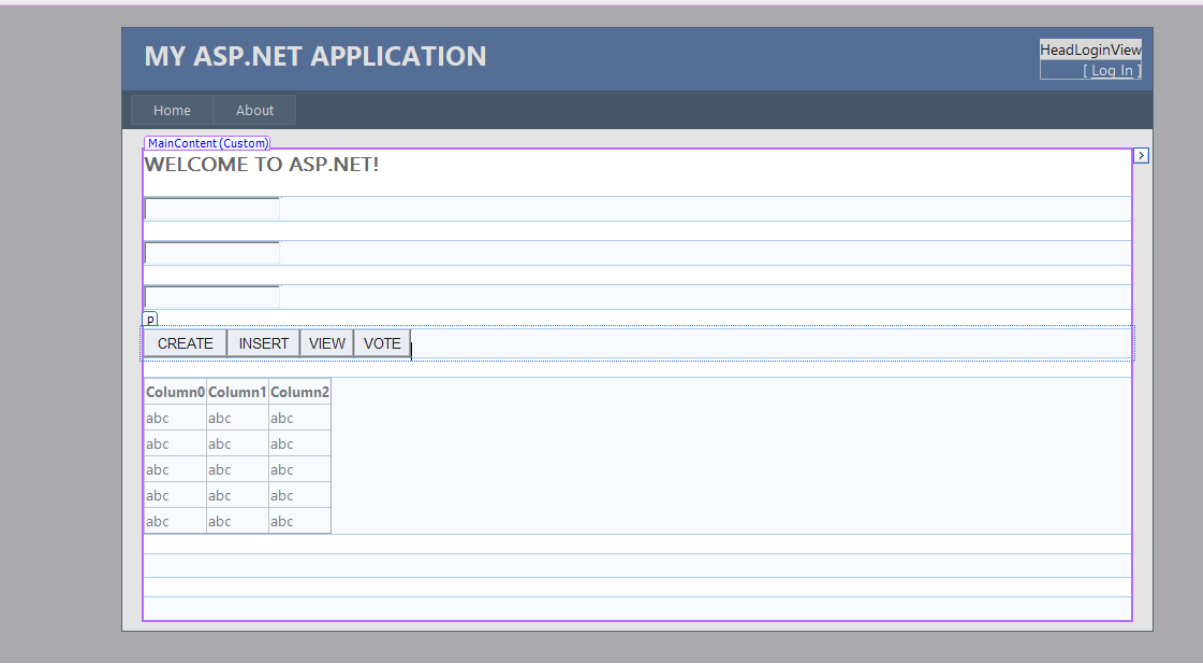 MY ASP.NET APPLICATION
HeadLoginView
[ Log In ]
Home About
MainContent (Custom)
WELCOME TO ASP.NET!
p
CREATE INSERT VIEW VOTE
Column0 Column1 Column2
abc abc abc
abc abc abc
abc abc abc
abc abc abc
abc abc abc